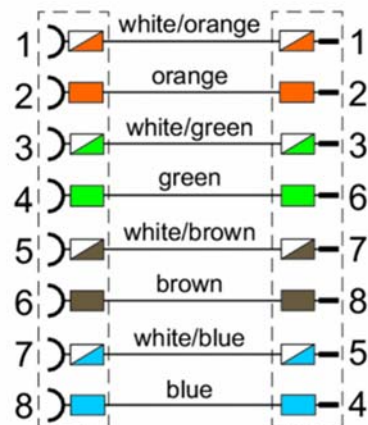 1 white/orange 1
2 orange 2
3 white/green 3
4 green 6
5 white/brown 7
6 brown 8
7 white/blue 5
8 blue 4